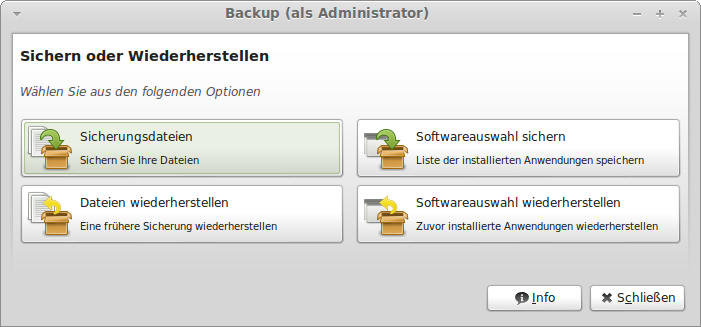 Backup (als Administrator)
Sichern oder Wiederherstellen
Wählen Sie aus den folgenden Optionen
Sicherungsdateien
Sichern Sie Ihre Dateien
Softwareauswahl sichern
Liste der installierten Anwendungen speichern
Dateien wiederherstellen
Eine frühere Sicherung wiederherstellen
Softwareauswahl wiederherstellen
Zuvor installierte Anwendungen wiederherstellen
Info
Schließen